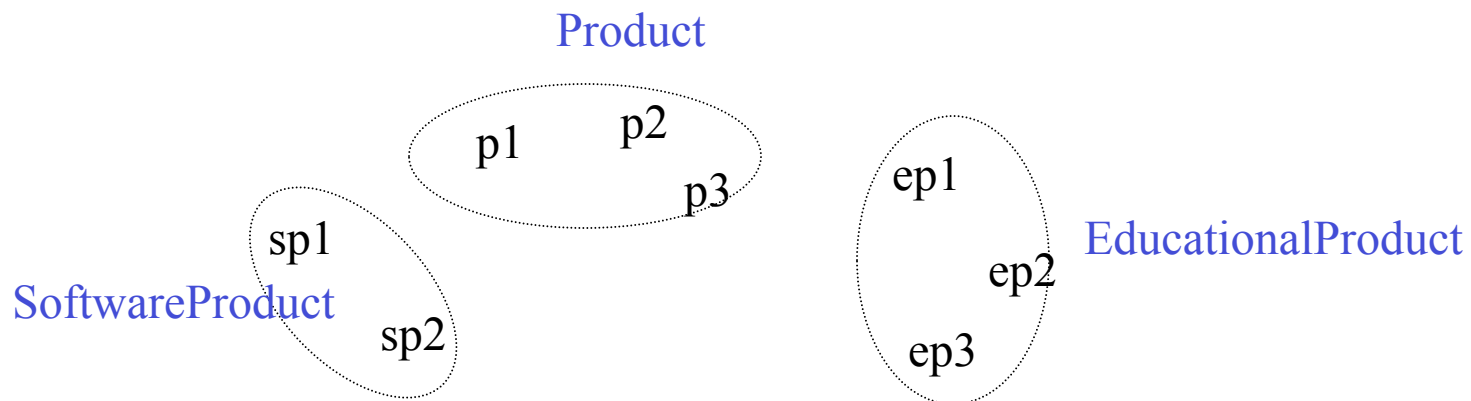 Product
p1
p2
p3
sp1
SoftwareProduct
sp2
ep1
EducationalProduct
ep2
ep3